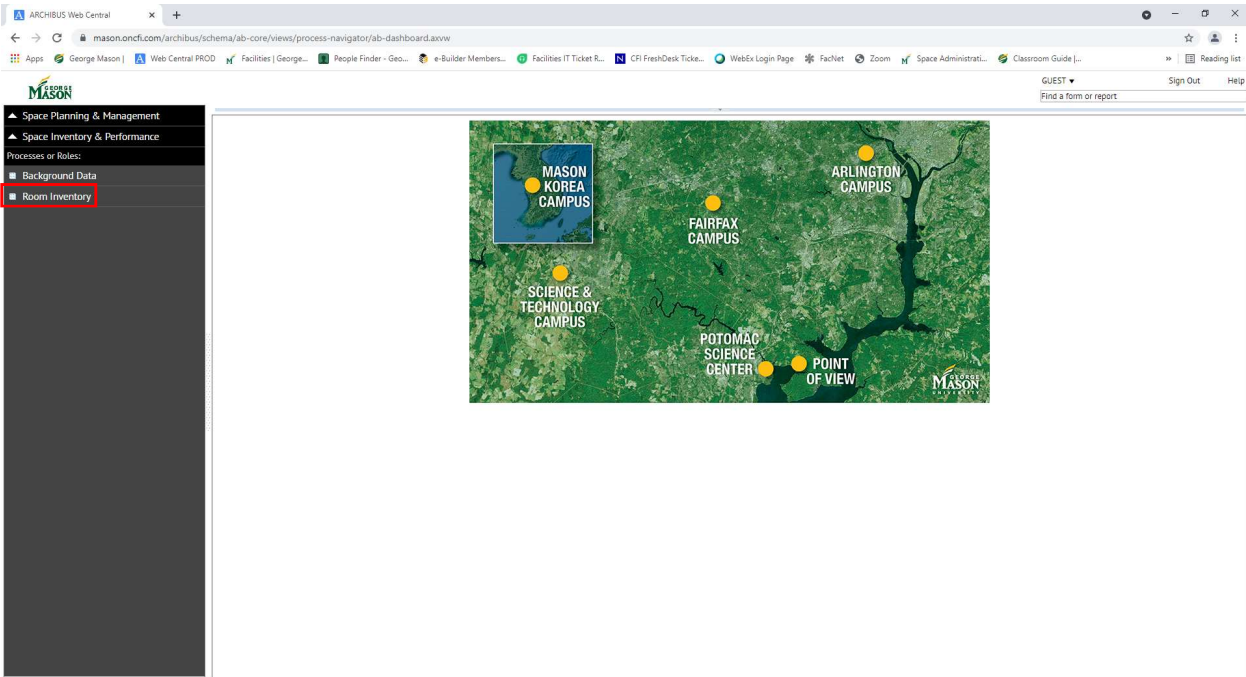 ARCHIBUS Web Central
mason.oncfi.com/archibus/schema/ab-core/views/process-navigator/ab-dashboard.axvw
Apps George Mason | Web Central PROD Facilities | George... People Finder - Geo... e-Builder Members... Facilities IT Ticket R... CFI FreshDesk Ticke... WebEx Login Page FacNet Zoom Space Administrati... Classroom Guide |... » Reading list
GEORGE
MASON
GUEST Sign Out Help
Find a form or report
Space Planning & Management
Space Inventory & Performance
Processes or Roles:
Background Data
Room Inventory
MASON
KOREA
CAMPUS
ARLINGTON
CAMPUS
FAIRFAX
CAMPUS
SCIENCE &
TECHNOLOGY
CAMPUS
POTOMAC
SCIENCE
CENTER
POINT
OF VIEW
GEORGE
MASON
UNIVERSITY